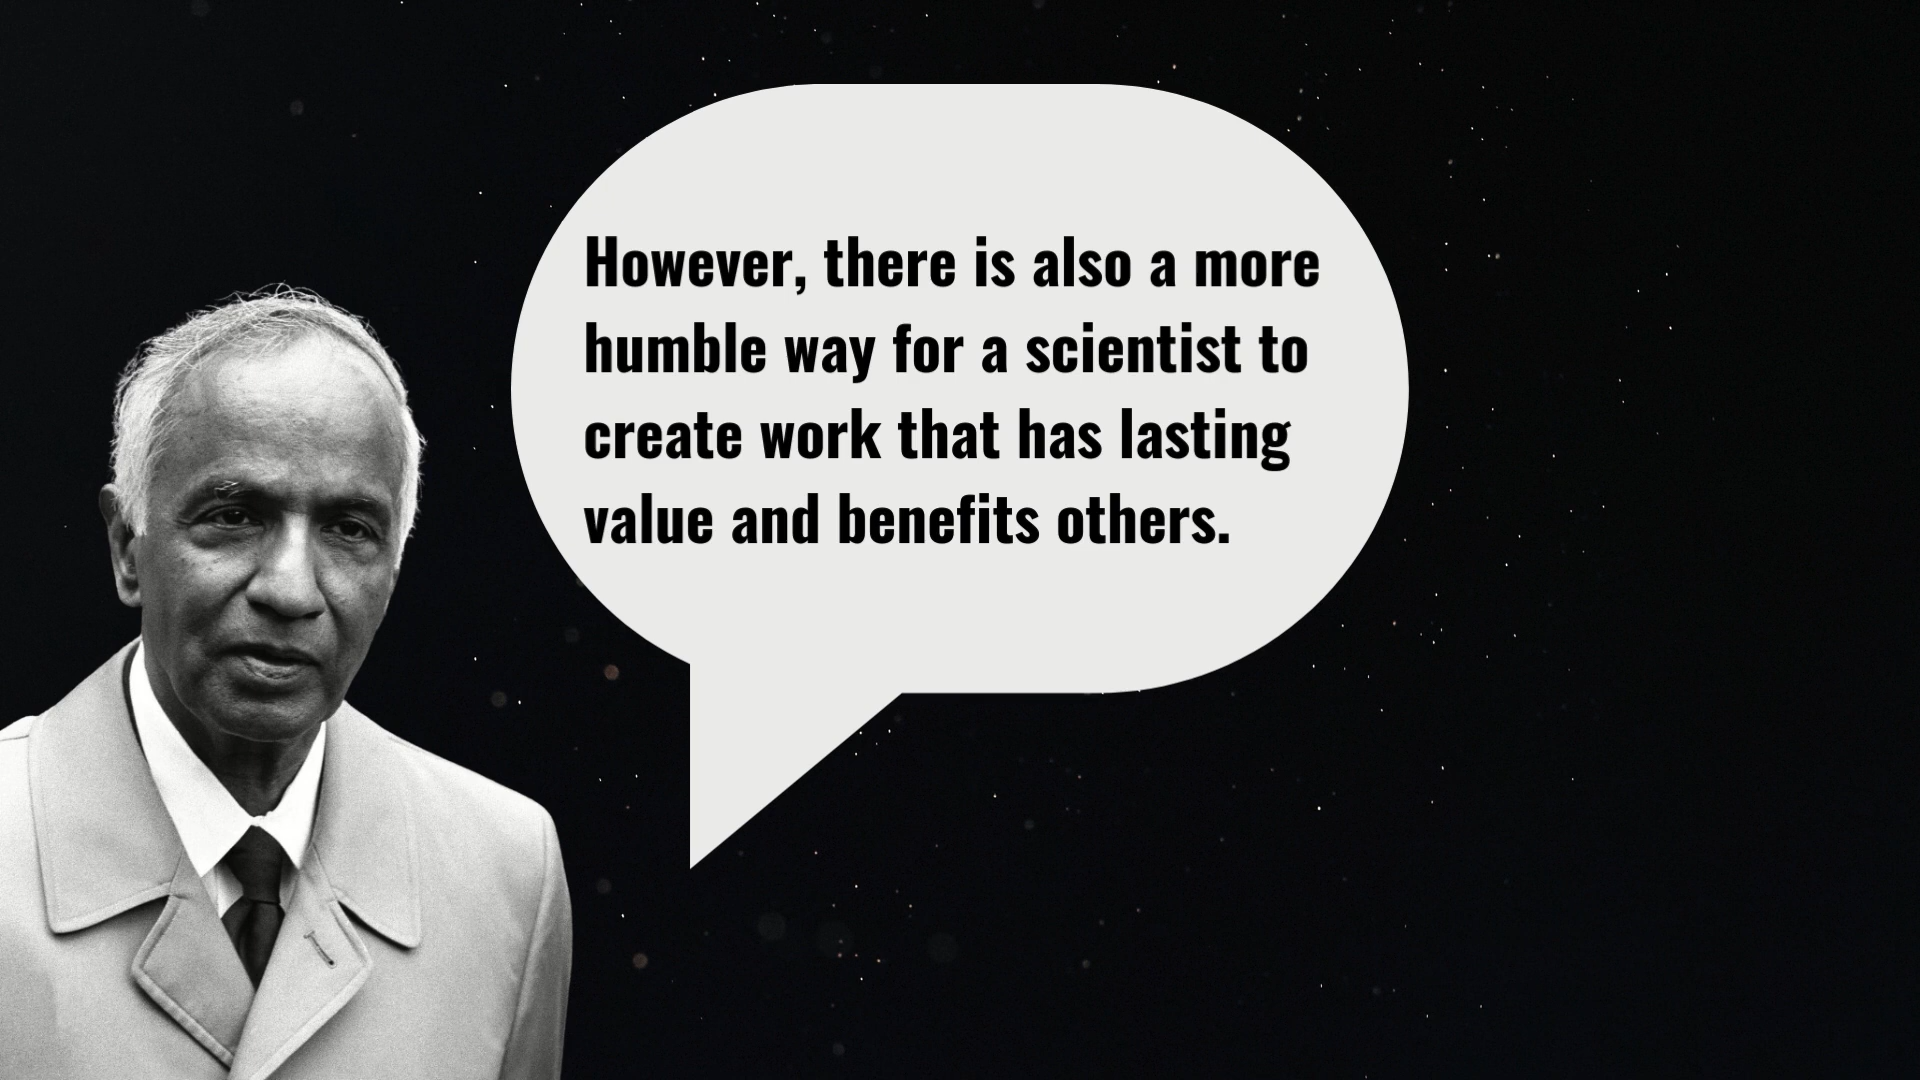 However, there is also a more
humble way for a scientist to
create work that has lasting
value and benefits others.